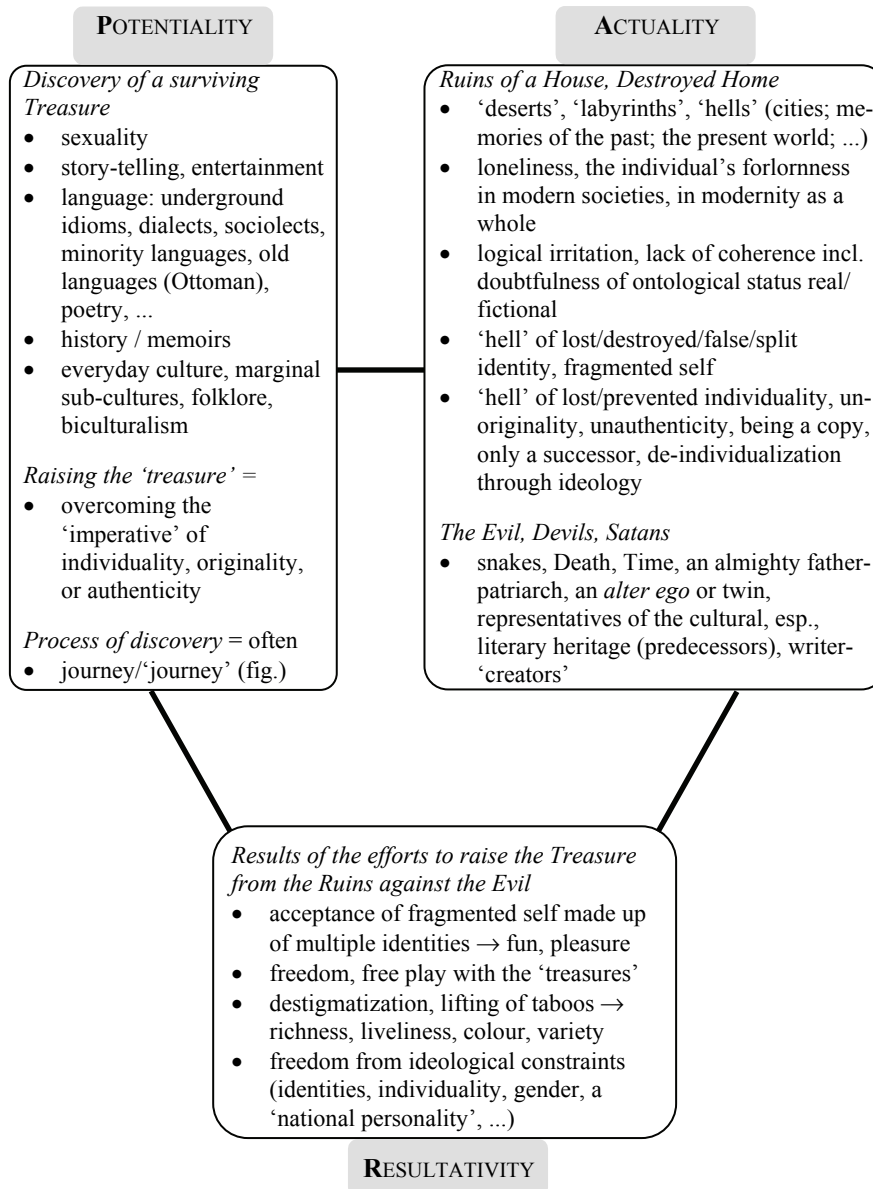 POTENTIALITY
Discovery of a surviving
Treasure
• sexuality
• story-telling, entertainment
• language: underground
idioms, dialects, sociolects,
minority languages, old
languages (Ottoman),
poetry, ...
• history / memoirs
• everyday culture, marginal
sub-cultures, folklore,
biculturalism
Raising the ‘treasure’ =
• overcoming the
‘imperative’ of
individuality, originality,
or authenticity
Process of discovery = often
• journey/‘journey’ (fig.)
ACTUALITY
Ruins of a House, Destroyed Home
• ‘deserts’, ‘labyrinths’, ‘hells’ (cities; me-
mories of the past; the present world; ...)
• loneliness, the individual’s forlornness
in modern societies, in modernity as a
whole
• logical irritation, lack of coherence incl.
doubtfulness of ontological status real/
fictional
• ‘hell’ of lost/destroyed/false/split
identity, fragmented self
• ‘hell’ of lost/prevented individuality, un-
originality, unauthenticity, being a copy,
only a successor, de-individualization
through ideology
The Evil, Devils, Satans
• snakes, Death, Time, an almighty father-
patriarch, an alter ego or twin,
representatives of the cultural, esp.,
literary heritage (predecessors), writer-
‘creators’
Results of the efforts to raise the Treasure
from the Ruins against the Evil
• acceptance of fragmented self made up
of multiple identities → fun, pleasure
• freedom, free play with the ‘treasures’
• destigmatization, lifting of taboos →
richness, liveliness, colour, variety
• freedom from ideological constraints
(identities, individuality, gender, a
‘national personality’, ...)
RESULTATIVITY